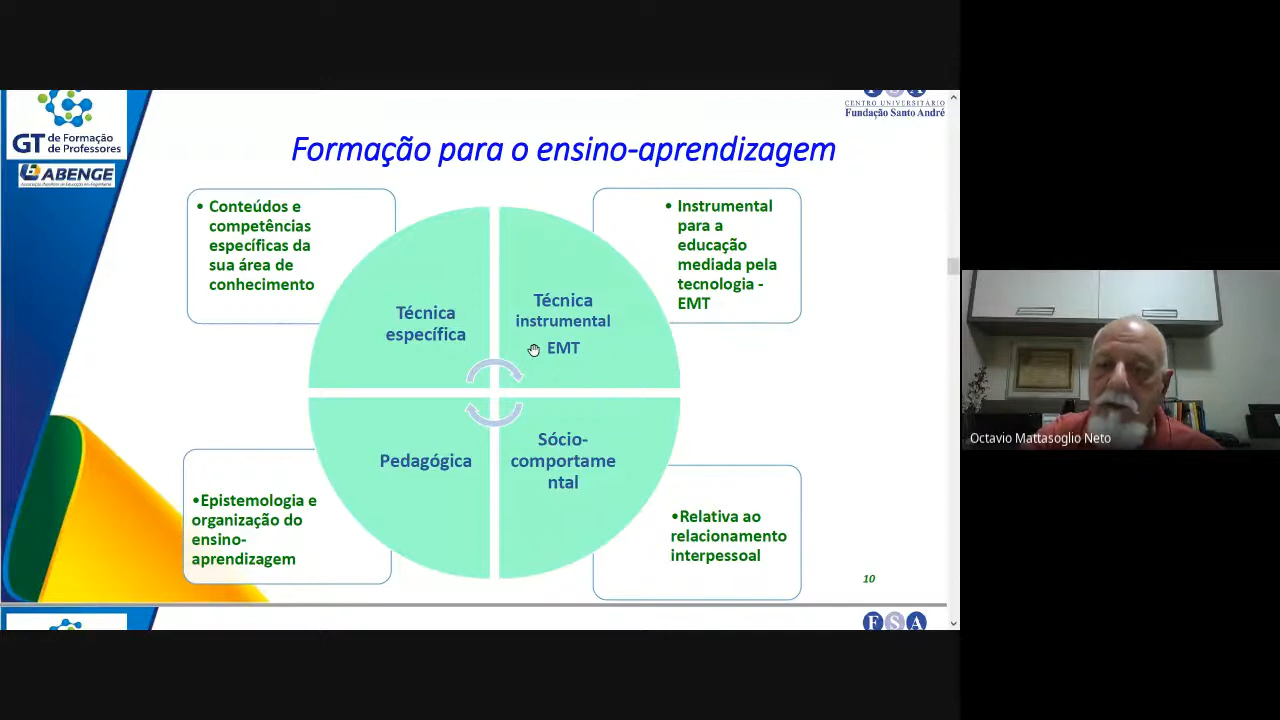 GT de Formação
de Professores
ABENGE
CENTRO UNIVERSITÁRIO
Fundação Santo André
Formação para o ensino-aprendizagem
• Conteúdos e
competências
específicas da
sua área de
conhecimento
• Instrumental
para a
educação
mediada pela
tecnologia -
EMT
Técnica
específica
Técnica
instrumental
EMT
Pedagógica
Sócio-
comportame
ntal
•Epistemologia e
organização do
ensino-
aprendizagem
•Relativa ao
relacionamento
interpessoal
10
F S A
Octavio Mattasoglio Neto